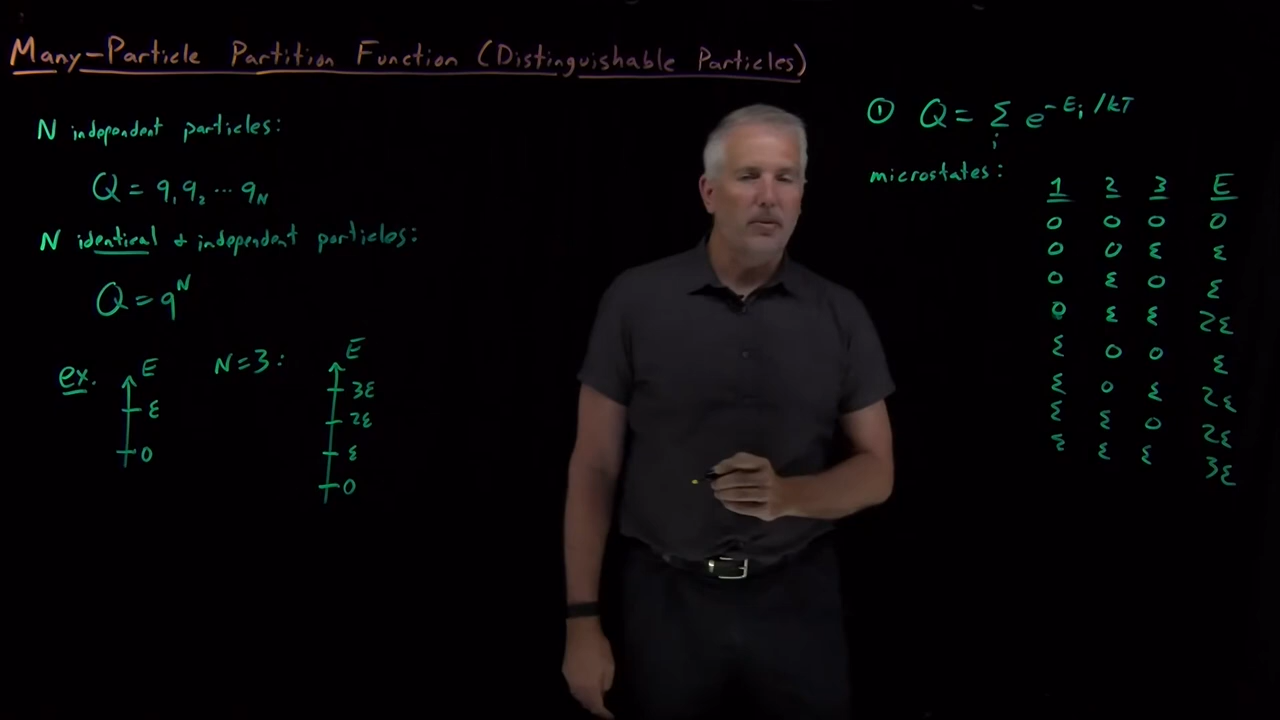 Many-Particle Partition Function (Distinguishable Particles)
N independent particles:
Q = q₁q₂ ⋯ q_N
N identical + independent particles:
Q = q^N
ex.
E
ε
0
N=3:
E
3ε
2ε
ε
0
① Q = Σ_i e^(-E_i/kT)
microstates:
1 2 3 E
0 0 0 0
0 0 ε ε
0 ε 0 ε
0 ε ε 2ε
ε 0 0 ε
ε 0 ε 2ε
ε ε 0 2ε
ε ε ε 3ε